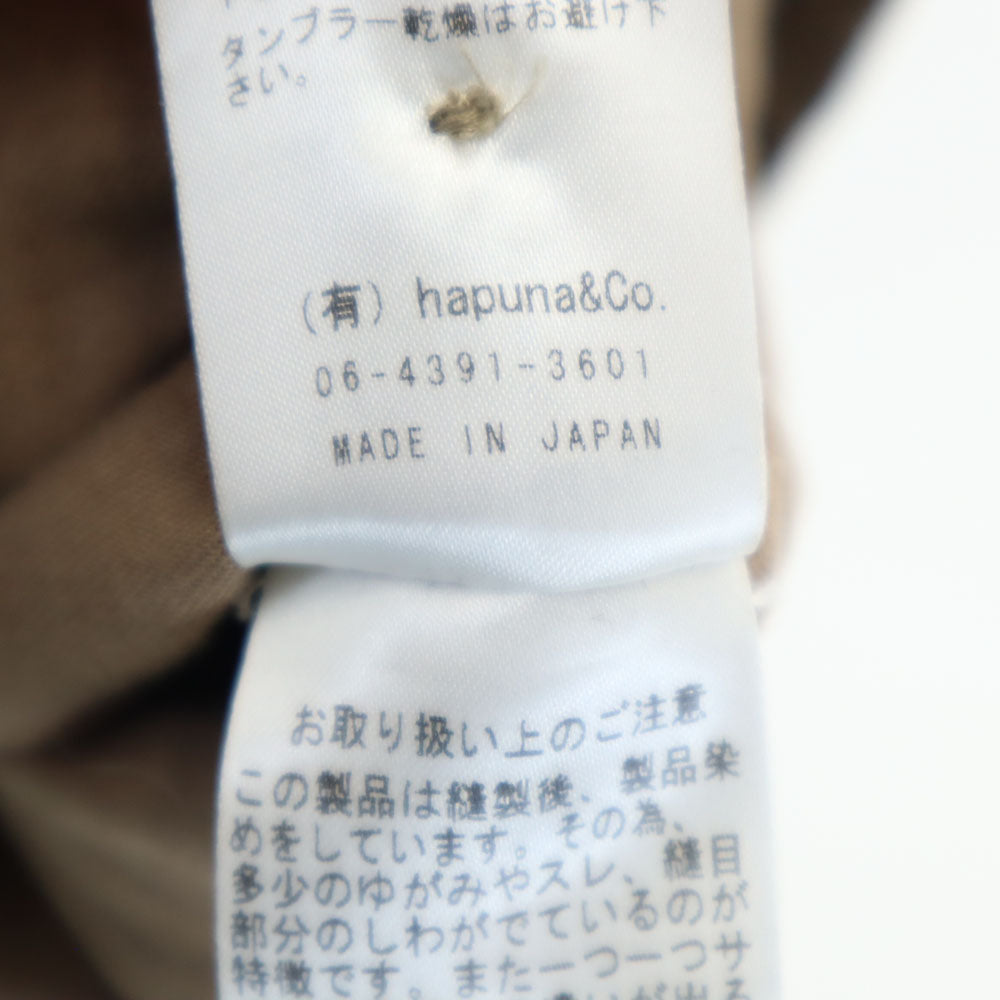 タンブラー乾燥はお避け下
さい。
(有) hapuna&Co.
06-4391-3601
MADE IN JAPAN
お取り扱い上のご注意
この製品は縫製後、製品染
めをしています。その為、
多少のゆがみやスレ、縫目
部分のしわがでているのが
特徴です。また一つ一つサ